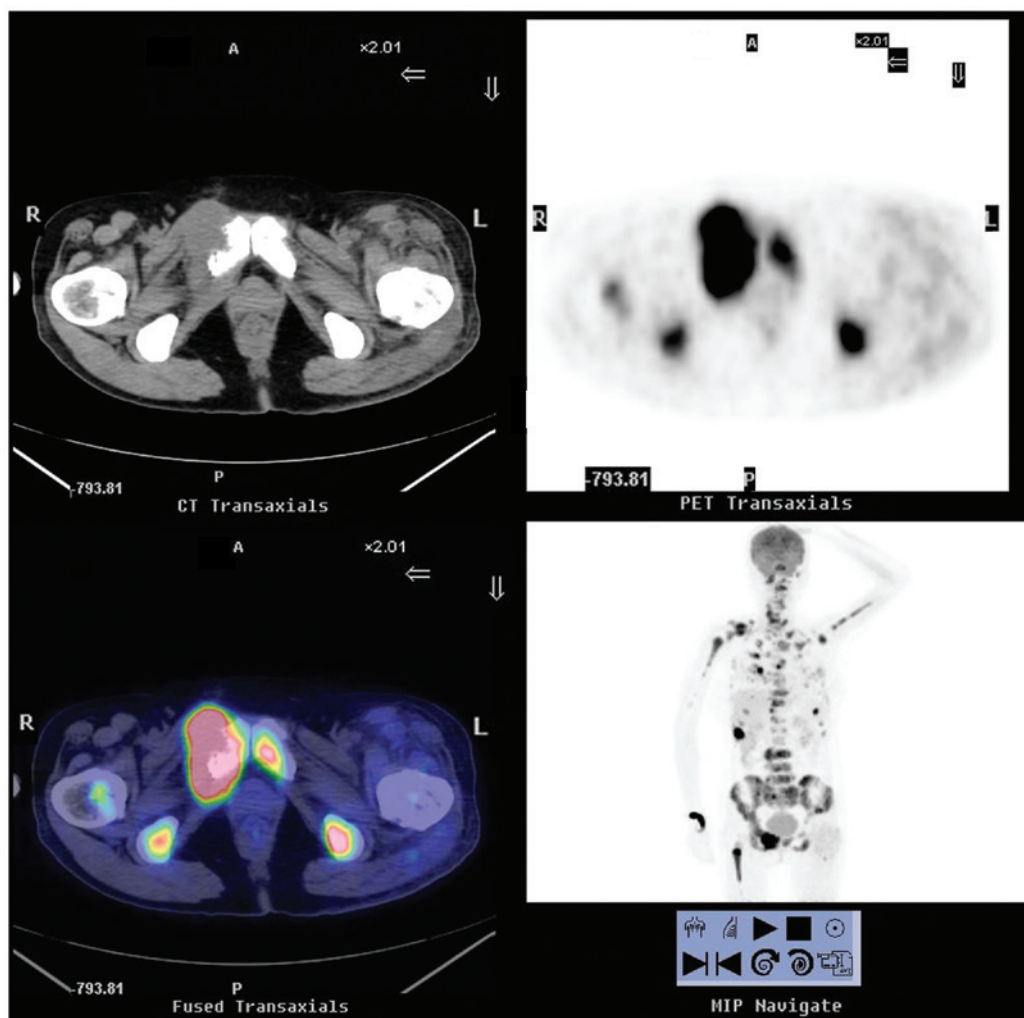 A
×2.01
R
L
P
-793.81
CT Transaxials
A
×2.01
R
L
-793.81
P
PET Transaxials
A
×2.01
R
L
-793.81
P
Fused Transaxials
MIP Navigate